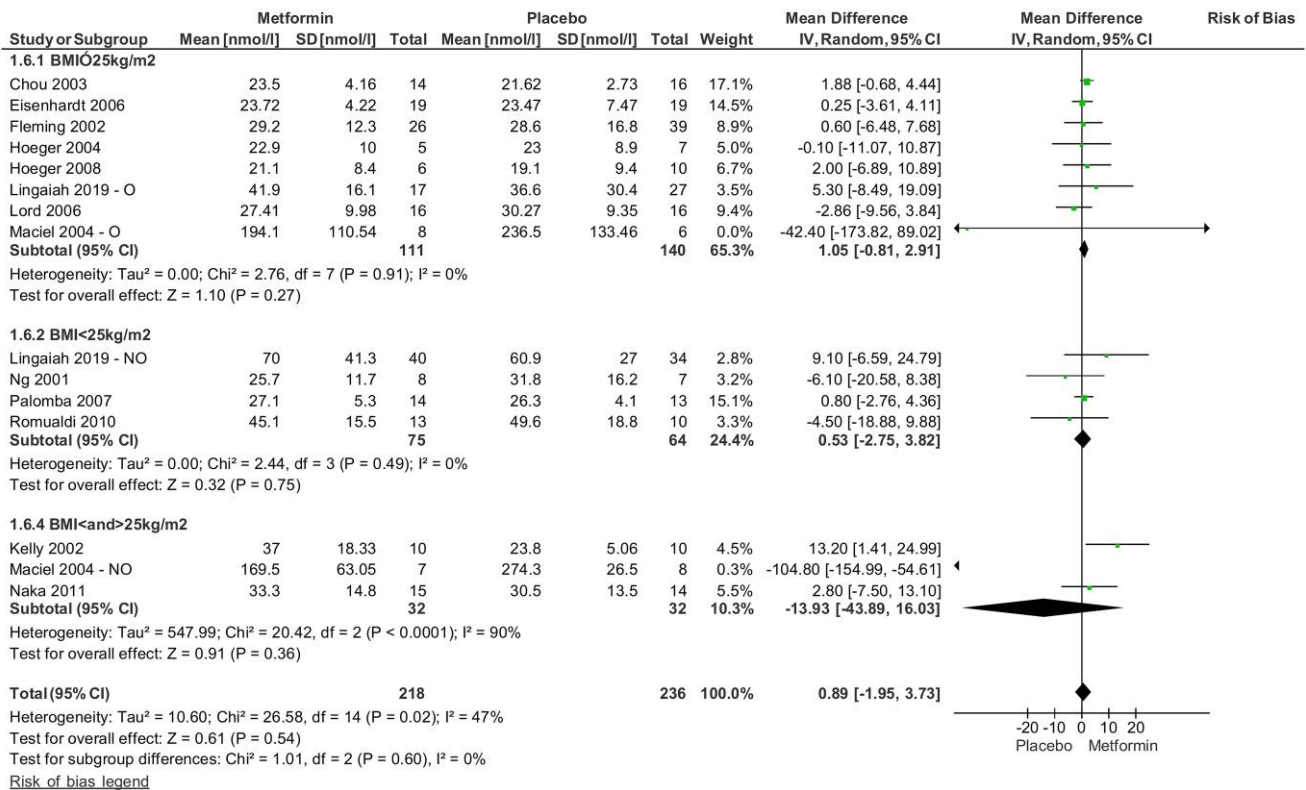 Metformin Placebo Mean Difference Mean Difference Risk of Bias
Study or Subgroup Mean [nmol/l] SD [nmol/l] Total Mean [nmol/l] SD [nmol/l] Total Weight IV, Random, 95% CI IV, Random, 95% CI
1.6.1 BMIÓ25kg/m2
Chou 2003 23.5 4.16 14 21.62 2.73 16 17.1% 1.88 [-0.68, 4.44]
Eisenhardt 2006 23.72 4.22 19 23.47 7.47 19 14.5% 0.25 [-3.61, 4.11]
Fleming 2002 29.2 12.3 26 28.6 16.8 39 8.9% 0.60 [-6.48, 7.68]
Hoeger 2004 22.9 10 5 23 8.9 7 5.0% -0.10 [-11.07, 10.87]
Hoeger 2008 21.1 8.4 6 19.1 9.4 10 6.7% 2.00 [-6.89, 10.89]
Lingaiah 2019 - O 41.9 16.1 17 36.6 30.4 27 3.5% 5.30 [-8.49, 19.09]
Lord 2006 27.41 9.98 16 30.27 9.35 16 9.4% -2.86 [-9.56, 3.84]
Maciel 2004 - O 194.1 110.54 8 236.5 133.46 6 0.0% -42.40 [-173.82, 89.02]
Subtotal (95% CI) 111 140 65.3% 1.05 [-0.81, 2.91]
Heterogeneity: Tau² = 0.00; Chi² = 2.76, df = 7 (P = 0.91); I² = 0%
Test for overall effect: Z = 1.10 (P = 0.27)
1.6.2 BMI<25kg/m2
Lingaiah 2019 - NO 70 41.3 40 60.9 27 34 2.8% 9.10 [-6.59, 24.79]
Ng 2001 25.7 11.7 8 31.8 16.2 7 3.2% -6.10 [-20.58, 8.38]
Palomba 2007 27.1 5.3 14 26.3 4.1 13 15.1% 0.80 [-2.76, 4.36]
Romualdi 2010 45.1 15.5 13 49.6 18.8 10 3.3% -4.50 [-18.88, 9.88]
Subtotal (95% CI) 75 64 24.4% 0.53 [-2.75, 3.82]
Heterogeneity: Tau² = 0.00; Chi² = 2.44, df = 3 (P = 0.49); I² = 0%
Test for overall effect: Z = 0.32 (P = 0.75)
1.6.4 BMI<and>25kg/m2
Kelly 2002 37 18.33 10 23.8 5.06 10 4.5% 13.20 [1.41, 24.99]
Maciel 2004 - NO 169.5 63.05 7 274.3 26.5 8 0.3% -104.80 [-154.99, -54.61]
Naka 2011 33.3 14.8 15 30.5 13.5 14 5.5% 2.80 [-7.50, 13.10]
Subtotal (95% CI) 32 32 10.3% -13.93 [-43.89, 16.03]
Heterogeneity: Tau² = 547.99; Chi² = 20.42, df = 2 (P < 0.0001); I² = 90%
Test for overall effect: Z = 0.91 (P = 0.36)
Total (95% CI) 218 236 100.0% 0.89 [-1.95, 3.73]
Heterogeneity: Tau² = 10.60; Chi² = 26.58, df = 14 (P = 0.02); I² = 47%
Test for overall effect: Z = 0.61 (P = 0.54)
Test for subgroup differences: Chi² = 1.01, df = 2 (P = 0.60), I² = 0%
-20 -10 0 10 20
Placebo Metformin
Risk of bias legend